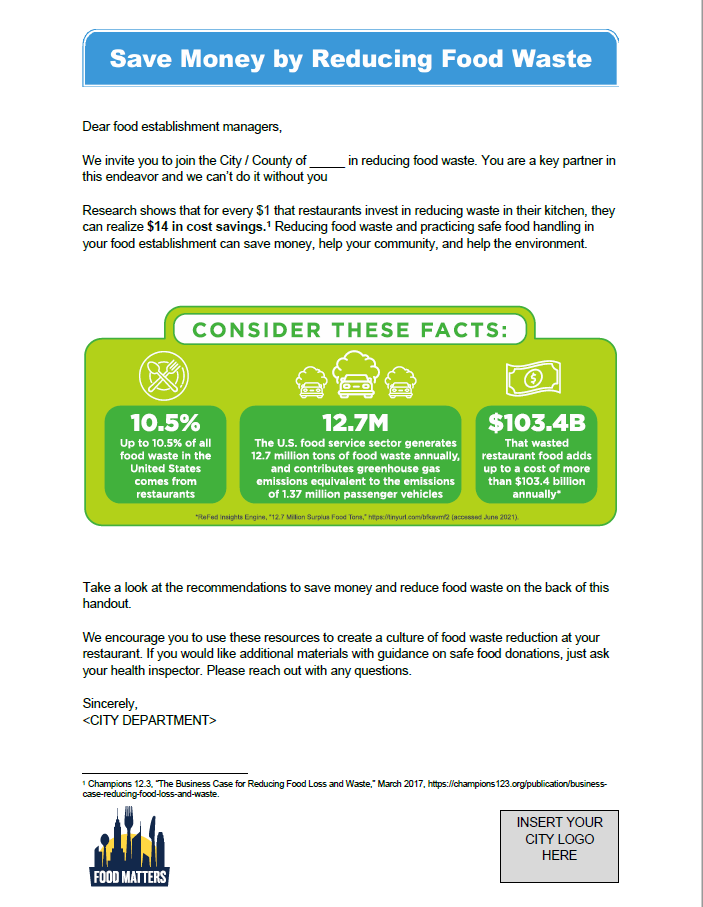 Save Money by Reducing Food Waste
Dear food establishment managers,
We invite you to join the City / County of _____ in reducing food waste. You are a key partner in
this endeavor and we can't do it without you
Research shows that for every $1 that restaurants invest in reducing waste in their kitchen, they
can realize $14 in cost savings.¹ Reducing food waste and practicing safe food handling in
your food establishment can save money, help your community, and help the environment.
CONSIDER THESE FACTS:
10.5%
Up to 10.5% of all
food waste in the
United States
comes from
restaurants
12.7M
The U.S. food service sector generates
12.7 million tons of food waste annually,
and contributes greenhouse gas
emissions equivalent to the emissions
of 1.37 million passenger vehicles
$103.4B
That wasted
restaurant food adds
up to a cost of more
than $103.4 billion
annually*
*ReFed Insights Engine, "12.7 Million Surplus Food Tons," https://tinyurl.com/bfkavmf2 (accessed June 2021).
Take a look at the recommendations to save money and reduce food waste on the back of this
handout.
We encourage you to use these resources to create a culture of food waste reduction at your
restaurant. If you would like additional materials with guidance on safe food donations, just ask
your health inspector. Please reach out with any questions.
Sincerely,
<CITY DEPARTMENT>
¹ Champions 12.3, "The Business Case for Reducing Food Loss and Waste," March 2017, https://champions123.org/publication/business-
case-reducing-food-loss-and-waste.
FOOD MATTERS
INSERT YOUR
CITY LOGO
HERE